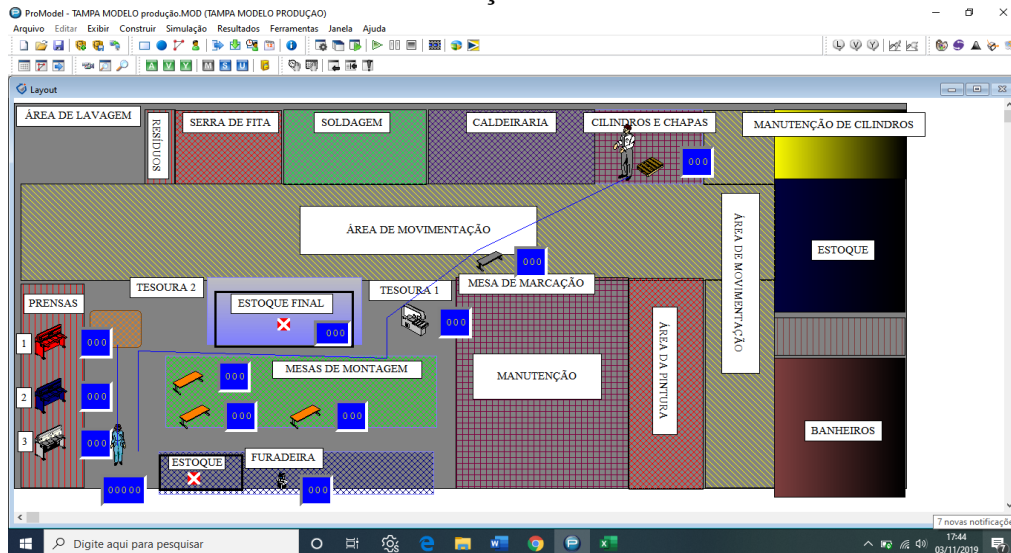 ProModel - TAMPA MODELO produção.MOD (TAMPA MODELO PRODUÇAO)
Arquivo Editar Exibir Construir Simulação Resultados Ferramentas Janela Ajuda
Layout
ÁREA DE LAVAGEM
RESÍDUOS
SERRA DE FITA
SOLDAGEM
CALDEIRARIA
CILINDROS E CHAPAS
MANUTENÇÃO DE CILINDROS
000
ÁREA DE MOVIMENTAÇÃO
ÁREA DE MOVIMENTAÇÃO
ESTOQUE
000
TESOURA 2
TESOURA 1
MESA DE MARCAÇÃO
PRENSAS
ESTOQUE FINAL
000
000
1
000
ÁREA DA PINTURA
MESAS DE MONTAGEM
MANUTENÇÃO
000
2
000
000
000
BANHEIROS
3
000
FURADEIRA
ESTOQUE
00000
000
7 novas notificaçõe
Digite aqui para pesquisar
17:44
03/11/2019